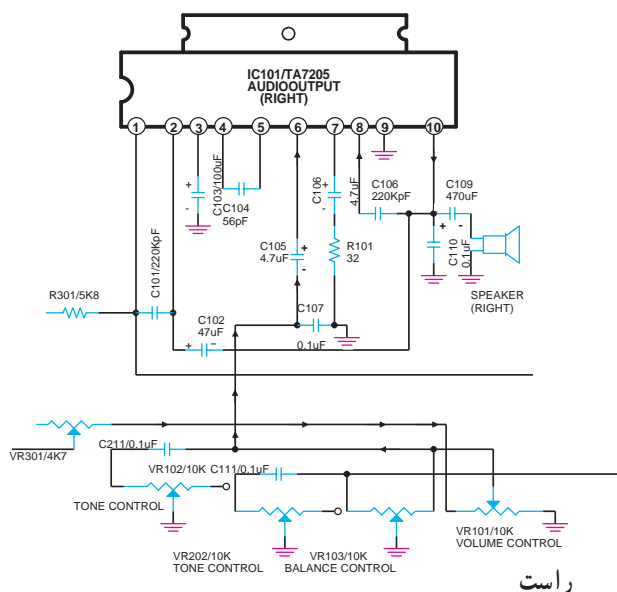 IC101/TA7205
AUDIOOUTPUT
(RIGHT)
1 2 3 4 5 6 7 8 9 10
+
-
C103/100uF
C104
56pF
C101/220KpF
R301/5K8
C102
47uF
+ −
C105
4.7uF
+
-
C106
4.7uF
+
-
R101
32
C107
0.1uF
C106
220KpF
C109
470uF
-
+
C110
0.1uF
SPEAKER
(RIGHT)
VR301/4K7
C211/0.1uF
VR102/10K
TONE CONTROL
C111/0.1uF
VR202/10K
TONE CONTROL
VR103/10K
BALANCE CONTROL
VR101/10K
VOLUME CONTROL
راست